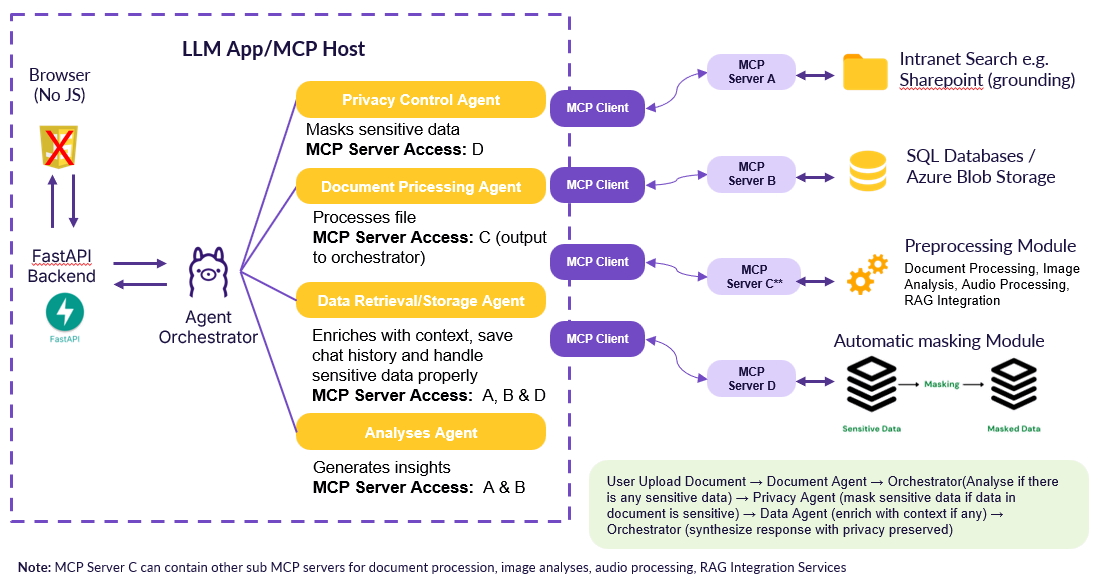 LLM App/MCP Host
Browser
(No JS)
X
FastAPI
Backend
FastAPI
Agent
Orchestrator
Privacy Control Agent
Masks sensitive data
MCP Server Access: D
Document Pricessing Agent
Processes file
MCP Server Access: C (output
to orchestrator)
Data Retrieval/Storage Agent
Enriches with context, save
chat history and handle
sensitive data properly
MCP Server Access: A, B & D
Analyses Agent
Generates insights
MCP Server Access: A & B
MCP Client
MCP Client
MCP Client
MCP Client
MCP
Server A
MCP
Server B
MCP
Server C**
MCP
Server D
Intranet Search e.g.
Sharepoint (grounding)
SQL Databases /
Azure Blob Storage
Preprocessing Module
Document Processing, Image
Analysis, Audio Processing,
RAG Integration
Automatic masking Module
Masking
Sensitive Data
Masked Data
User Upload Document → Document Agent → Orchestrator(Analyse if there
is any sensitive data) → Privacy Agent (mask sensitive data if data in
document is sensitive) → Data Agent (enrich with context if any) →
Orchestrator (synthesize response with privacy preserved)
Note: MCP Server C can contain other sub MCP servers for document procession, image analyses, audio processing, RAG Integration Services